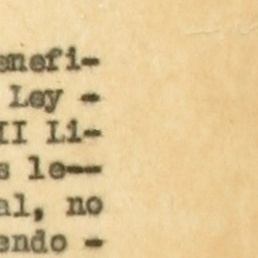 enefi-
Ley -
II Li-
s le--
al, no
endo -